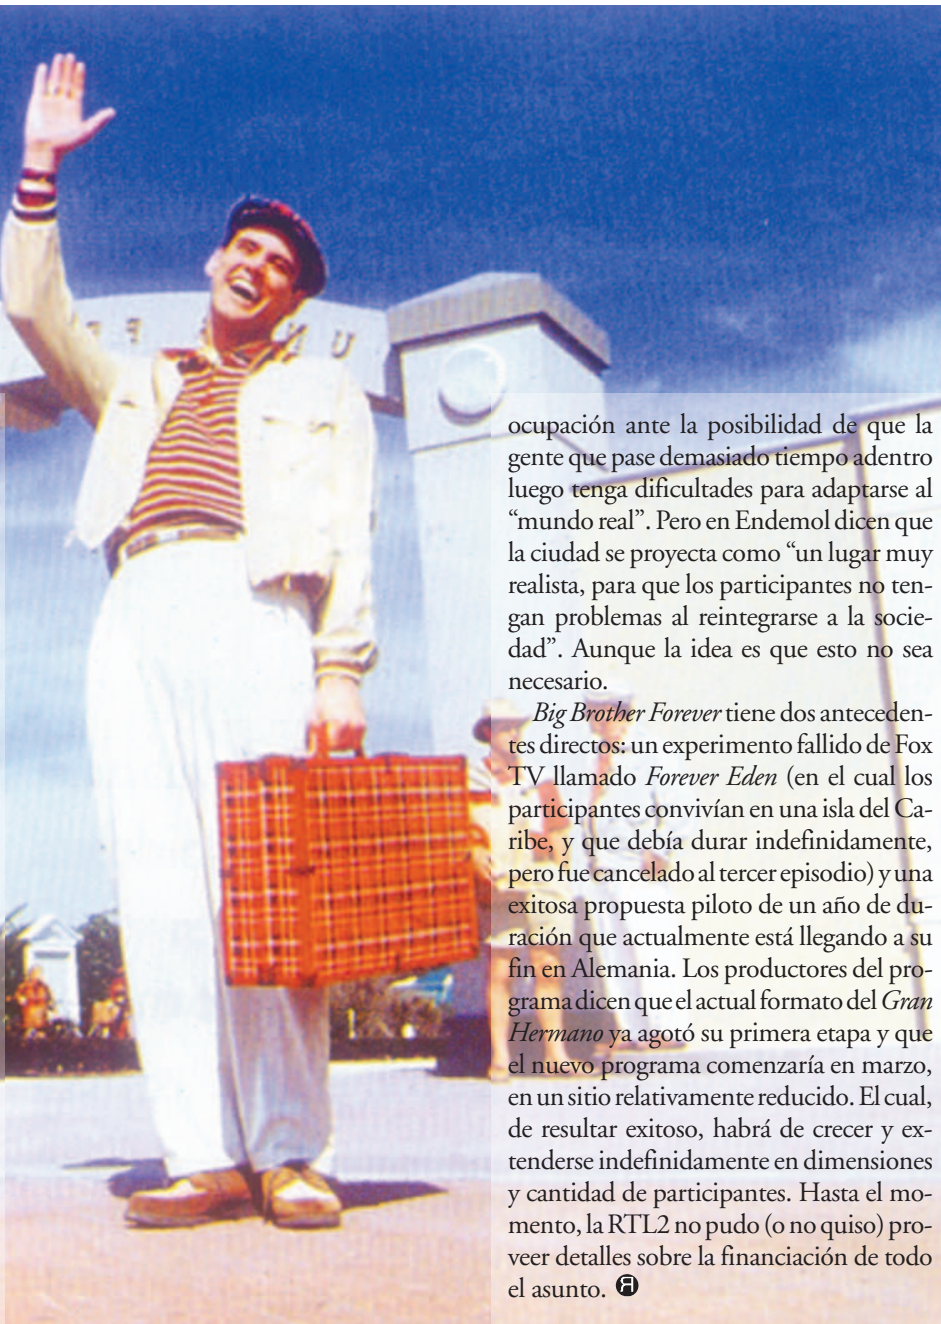 ocupación ante la posibilidad de que la
gente que pase demasiado tiempo adentro
luego tenga dificultades para adaptarse al
“mundo real”. Pero en Endemol dicen que
la ciudad se proyecta como “un lugar muy
realista, para que los participantes no ten-
gan problemas al reintegrarse a la socie-
dad”. Aunque la idea es que esto no sea
necesario.
Big Brother Forever tiene dos anteceden-
tes directos: un experimento fallido de Fox
TV llamado Forever Eden (en el cual los
participantes convivían en una isla del Ca-
ribe, y que debía durar indefinidamente,
pero fue cancelado al tercer episodio) y una
exitosa propuesta piloto de un año de du-
ración que actualmente está llegando a su
fin en Alemania. Los productores del pro-
grama dicen que el actual formato del Gran
Hermano ya agotó su primera etapa y que
el nuevo programa comenzaría en marzo,
en un sitio relativamente reducido. El cual,
de resultar exitoso, habrá de crecer y ex-
tenderse indefinidamente en dimensiones
y cantidad de participantes. Hasta el mo-
mento, la RTL2 no pudo (o no quiso) pro-
veer detalles sobre la financiación de todo
el asunto.